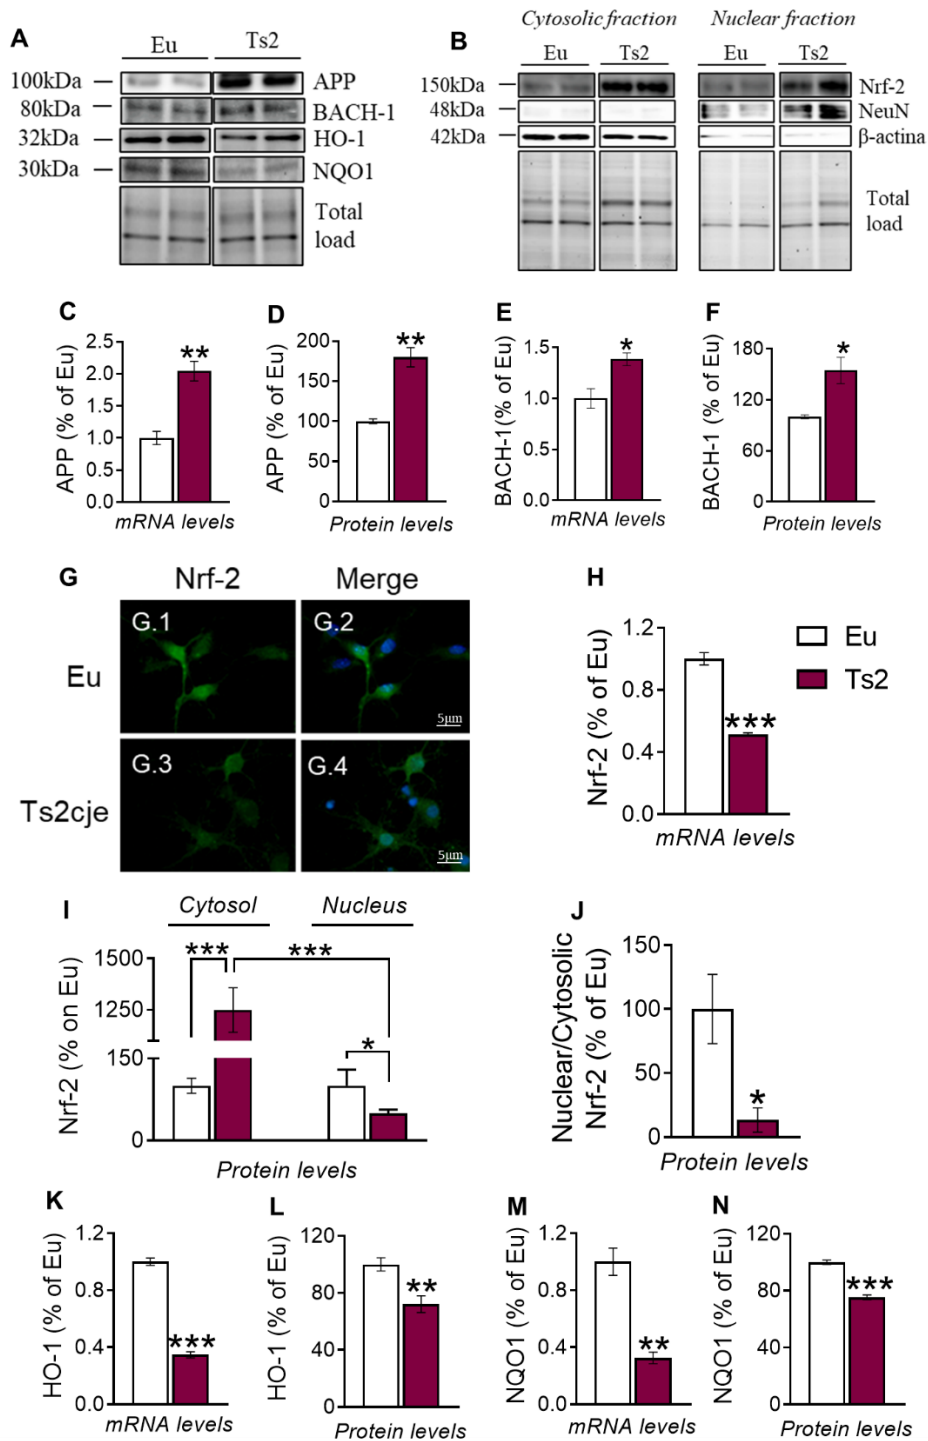 A
Eu
Ts2
100kDa
APP
80kDa
BACH-1
32kDa
HO-1
30kDa
NQO1
Total
load
B
Cytosolic fraction
Nuclear fraction
Eu
Ts2
Eu
Ts2
150kDa
Nrf-2
48kDa
NeuN
42kDa
β-actina
Total
load
C
APP (% of Eu)
2.5
2.0
1.5
1.0
0.5
0.0
**
mRNA levels
D
APP (% of Eu)
200
150
100
50
0
**
Protein levels
E
BACH-1(% of Eu)
1.5
1.0
0.5
0.0
*
mRNA levels
F
BACH-1 (% of Eu)
180
120
60
0
*
Protein levels
G
Nrf-2
Merge
Eu
G.1
G.2
5μm
Ts2cje
G.3
G.4
5μm
H
Nrf-2 (% of Eu)
1.2
0.8
0.4
0.0
***
mRNA levels
Eu
Ts2
I
Cytosol
Nucleus
Nrf-2 (% on Eu)
1500
1250
150
0
***
***
*
Protein levels
J
Nuclear/Cytosolic
Nrf-2 (% of Eu)
150
100
50
0
*
Protein levels
K
HO-1 (% of Eu)
1.2
0.8
0.4
0.0
***
mRNA levels
L
HO-1 (% of Eu)
120
80
40
0
**
Protein levels
M
NQO1 (% of Eu)
1.2
0.8
0.4
0.0
**
mRNA levels
N
NQO1 (% of Eu)
120
80
40
0
***
Protein levels